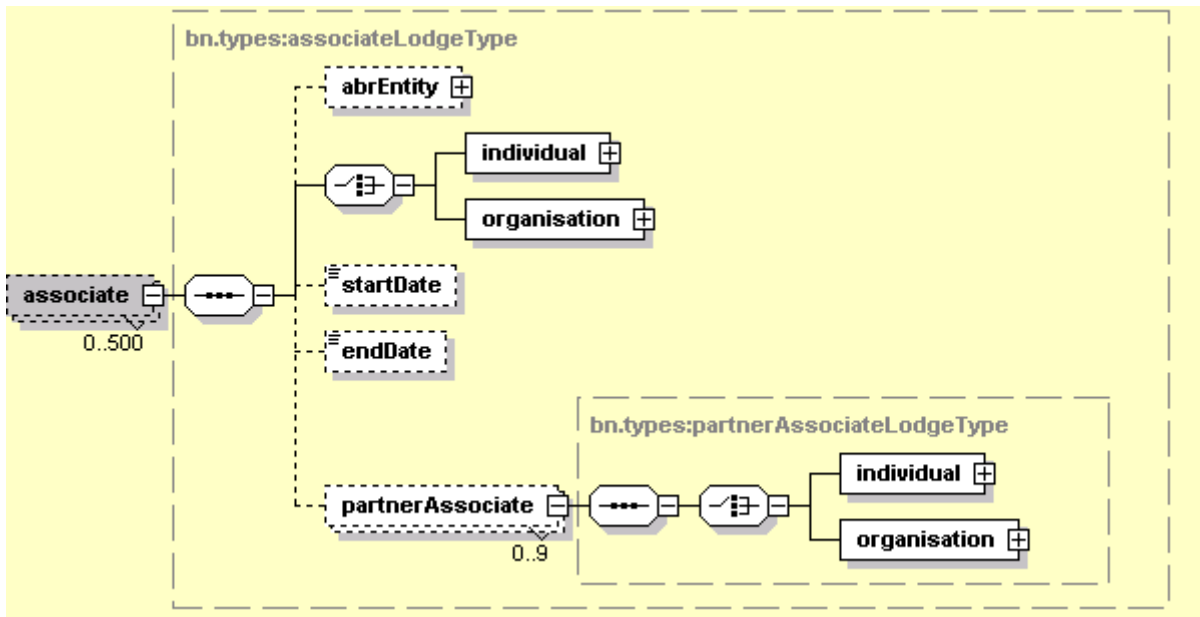 bn.types:associateLodgeType
abrEntity
individual
organisation
associate
0..500
startDate
endDate
bn.types:partnerAssociateLodgeType
partnerAssociate
0..9
individual
organisation